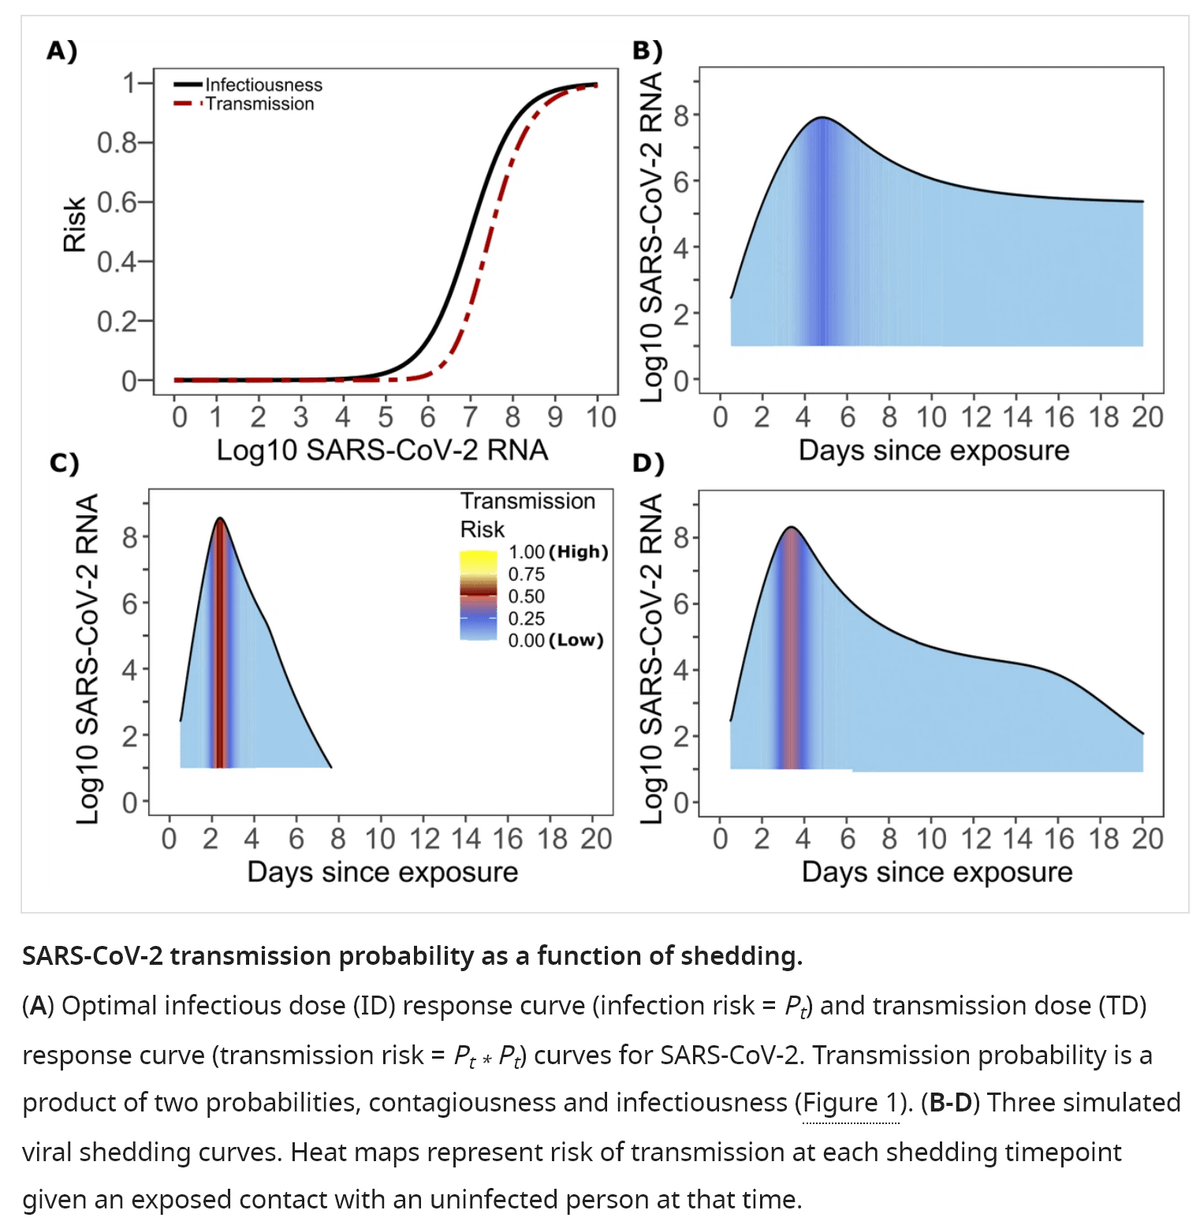 A)
Infectiousness
Transmission
1
0.8
0.6
0.4
0.2
0
Risk
0 1 2 3 4 5 6 7 8 9 10
Log10 SARS-CoV-2 RNA
B)
8
6
4
2
0
Log10 SARS-CoV-2 RNA
0 2 4 6 8 10 12 14 16 18 20
Days since exposure
C)
8
6
4
2
0
Log10 SARS-CoV-2 RNA
Transmission
Risk
1.00 (High)
0.75
0.50
0.25
0.00 (Low)
0 2 4 6 8 10 12 14 16 18 20
Days since exposure
D)
8
6
4
2
0
Log10 SARS-CoV-2 RNA
0 2 4 6 8 10 12 14 16 18 20
Days since exposure
SARS-CoV-2 transmission probability as a function of shedding.
(A) Optimal infectious dose (ID) response curve (infection risk = Pt) and transmission dose (TD)
response curve (transmission risk = Pt * Pt) curves for SARS-CoV-2. Transmission probability is a
product of two probabilities, contagiousness and infectiousness (Figure 1). (B-D) Three simulated
viral shedding curves. Heat maps represent risk of transmission at each shedding timepoint
given an exposed contact with an uninfected person at that time.